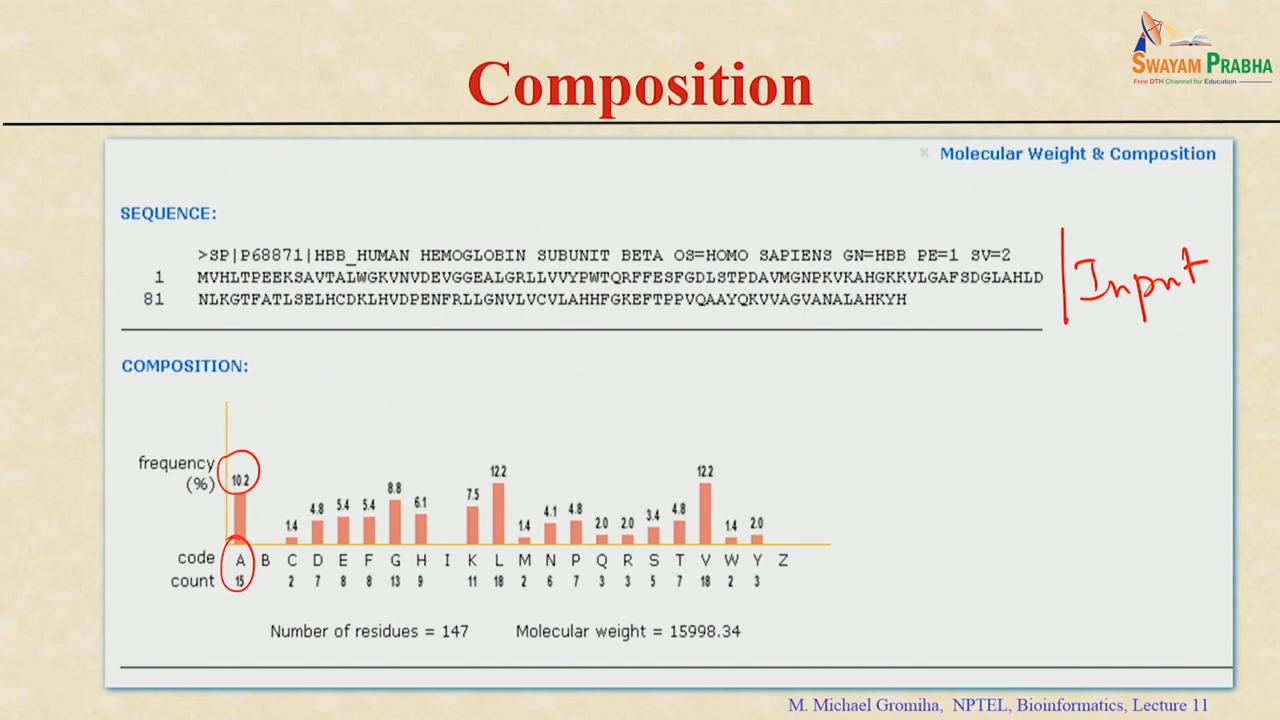 SWAYAM PRABHA
Free DTH Channel for Education
Composition
Molecular Weight & Composition
SEQUENCE:
>SP|P68871|HBB_HUMAN HEMOGLOBIN SUBUNIT BETA OS=HOMO SAPIENS GN=HBB PE=1 SV=2
1 MVHLTPEEKSAVTALWGKVNVDEVGGEALGRLLVVYPWTQRFFESFGDLSTPDAVMGNPKVKAHGKKVLGAFSDGLAHLD
81 NLKGTFATLSELHCDKLHVDPENFRLLGNVLVCVLAHHFGKEFTPPVQAAYQKVVAGVANALAHKYH
Input
COMPOSITION:
frequency (%)
10.2 1.4 4.8 5.4 5.4 8.8 6.1 7.5 12.2 1.4 4.1 4.8 2.0 2.0 3.4 4.8 12.2 1.4 2.0
code A B C D E F G H I K L M N P Q R S T V W Y Z
count 15 2 7 8 8 13 9 11 18 2 6 7 3 3 5 7 18 2 3
Number of residues = 147 Molecular weight = 15998.34
M. Michael Gromiha, NPTEL, Bioinformatics, Lecture 11